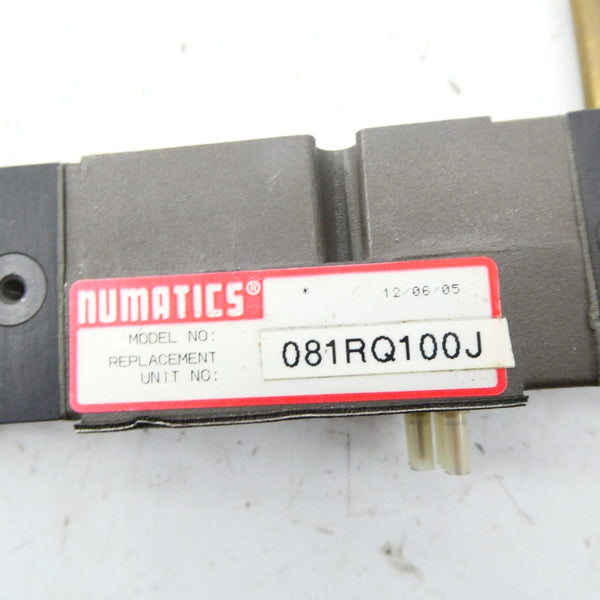 NUMATICS®
* 12/06/05
MODEL NO:
REPLACEMENT
UNIT NO:
081RQ100J